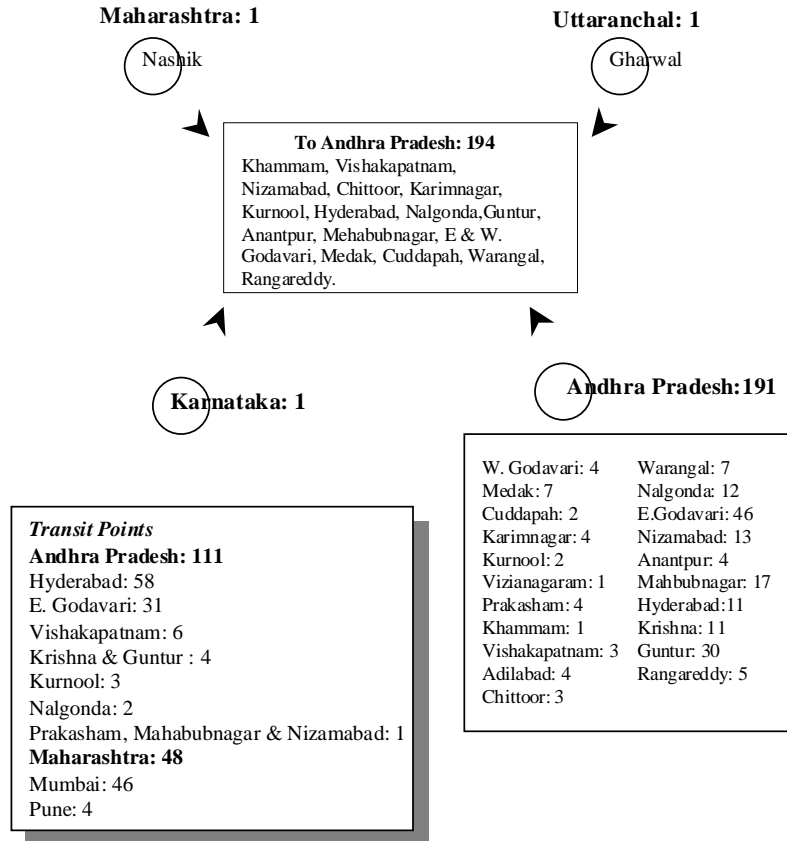 Maharashtra: 1
Nashik
Uttaranchal: 1
Gharwal
To Andhra Pradesh: 194
Khammam, Vishakapatnam,
Nizamabad, Chittoor, Karimnagar,
Kurnool, Hyderabad, Nalgonda,Guntur,
Anantpur, Mehabubnagar, E & W.
Godavari, Medak, Cuddapah, Warangal,
Rangareddy.
Karnataka: 1
Andhra Pradesh:191
W. Godavari: 4
Medak: 7
Cuddapah: 2
Karimnagar: 4
Kurnool: 2
Vizianagaram: 1
Prakasham: 4
Khammam: 1
Vishakapatnam: 3
Adilabad: 4
Chittoor: 3
Warangal: 7
Nalgonda: 12
E.Godavari: 46
Nizamabad: 13
Anantpur: 4
Mahbubnagar: 17
Hyderabad:11
Krishna: 11
Guntur: 30
Rangareddy: 5
Transit Points
Andhra Pradesh: 111
Hyderabad: 58
E. Godavari: 31
Vishakapatnam: 6
Krishna & Guntur : 4
Kurnool: 3
Nalgonda: 2
Prakasham, Mahabubnagar & Nizamabad: 1
Maharashtra: 48
Mumbai: 46
Pune: 4